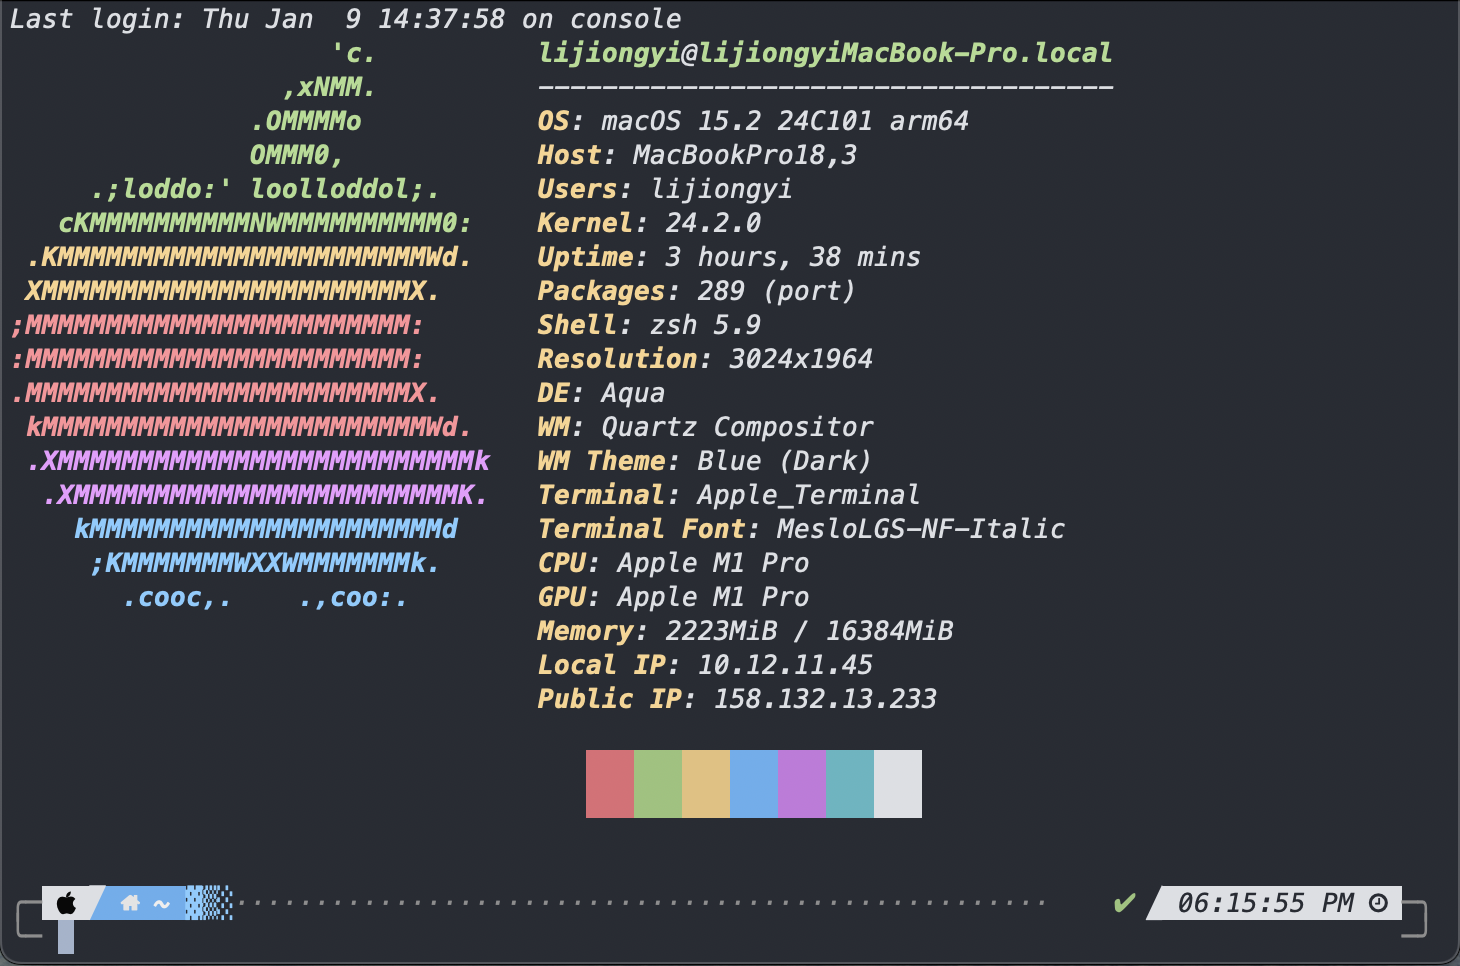 Last login: Thu Jan  9 14:37:58 on console
                    'c.          lijiongyi@lijiongyiMacBook-Pro.local
                 ,xNMM.          ------------------------------------
               .OMMMMo           OS: macOS 15.2 24C101 arm64
               OMMM0,            Host: MacBookPro18,3
     .;loddo:' loolloddol;.      Users: lijiongyi
   cKMMMMMMMMMMNWMMMMMMMMMM0:    Kernel: 24.2.0
 .KMMMMMMMMMMMMMMMMMMMMMMMWd.    Uptime: 3 hours, 38 mins
 XMMMMMMMMMMMMMMMMMMMMMMMX.      Packages: 289 (port)
;MMMMMMMMMMMMMMMMMMMMMMMM:       Shell: zsh 5.9
:MMMMMMMMMMMMMMMMMMMMMMMM:       Resolution: 3024x1964
.MMMMMMMMMMMMMMMMMMMMMMMMX.      DE: Aqua
 kMMMMMMMMMMMMMMMMMMMMMMMMWd.    WM: Quartz Compositor
 .XMMMMMMMMMMMMMMMMMMMMMMMMMMk   WM Theme: Blue (Dark)
  .XMMMMMMMMMMMMMMMMMMMMMMMMK.   Terminal: Apple_Terminal
    kMMMMMMMMMMMMMMMMMMMMMMd     Terminal Font: MesloLGS-NF-Italic
     ;KMMMMMMMWXXWMMMMMMMk.      CPU: Apple M1 Pro
       .cooc,.    .,coo:.        GPU: Apple M1 Pro
                                 Memory: 2223MiB / 16384MiB
                                 Local IP: 10.12.11.45
                                 Public IP: 158.132.13.233
~ ✔ 06:15:55 PM